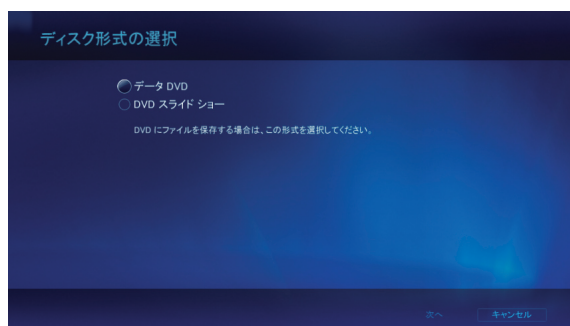 ディスク形式の選択
データ DVD
DVD スライド ショー
DVD にファイルを保存する場合は、この形式を選択してください。
次へ
キャンセル